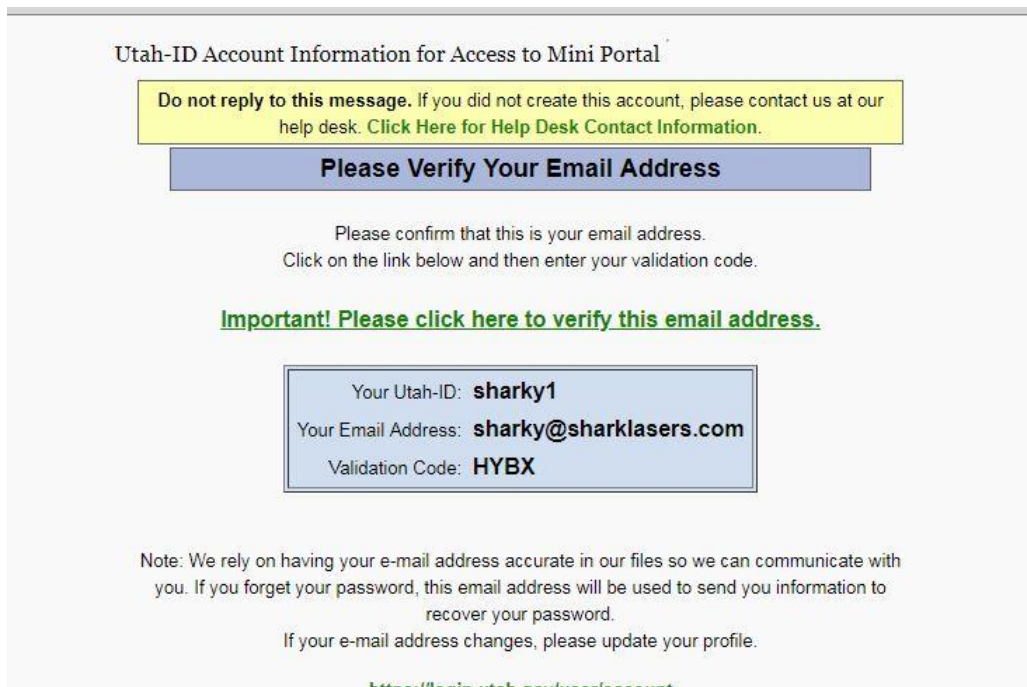 Utah-ID Account Information for Access to Mini Portal
Do not reply to this message. If you did not create this account, please contact us at our
help desk. Click Here for Help Desk Contact Information.
Please Verify Your Email Address
Please confirm that this is your email address.
Click on the link below and then enter your validation code.
Important! Please click here to verify this email address.
Your Utah-ID: sharky1
Your Email Address: sharky@sharklasers.com
Validation Code: HYBX
Note: We rely on having your e-mail address accurate in our files so we can communicate with
you. If you forget your password, this email address will be used to send you information to
recover your password.
If your e-mail address changes, please update your profile.
https://login.utah.gov/user/account